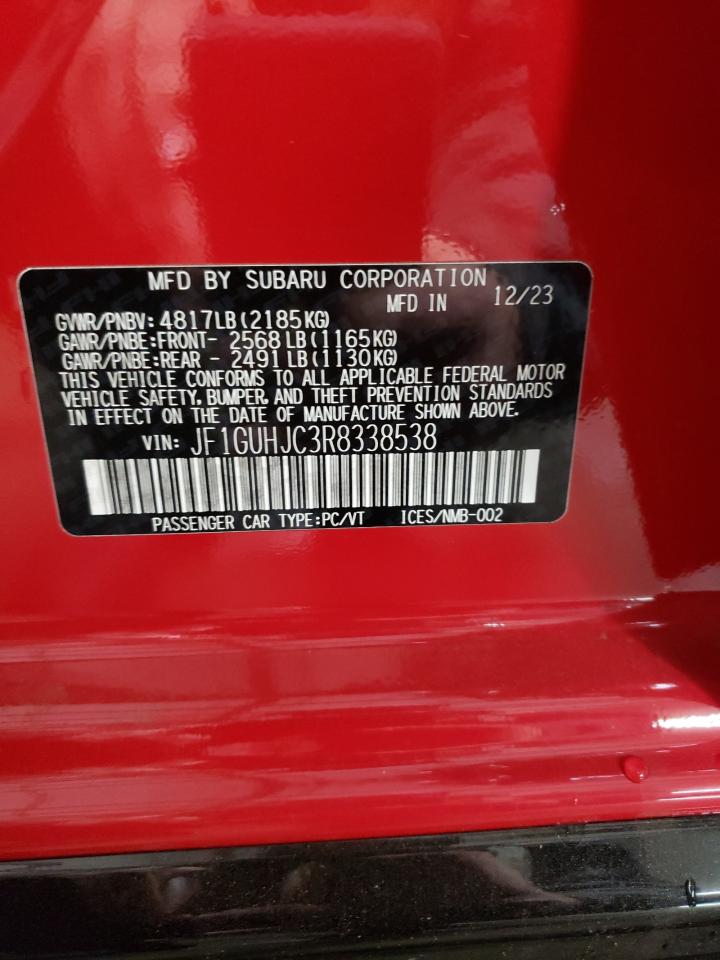 MFD BY SUBARU CORPORATION
MFD IN 12/23
GVWR/PNBV: 4817LB(2185KG)
GAWR/PNBE:FRONT- 2568LB(1165KG)
GAWR/PNBE:REAR - 2491LB(1130KG)
THIS VEHICLE CONFORMS TO ALL APPLICABLE FEDERAL MOTOR
VEHICLE SAFETY, BUMPER, AND THEFT PREVENTION STANDARDS
IN EFFECT ON THE DATE OF MANUFACTURE SHOWN ABOVE.
VIN: JF1GUHJC3R8338538
PASSENGER CAR TYPE:PC/VT ICES/NMB-002